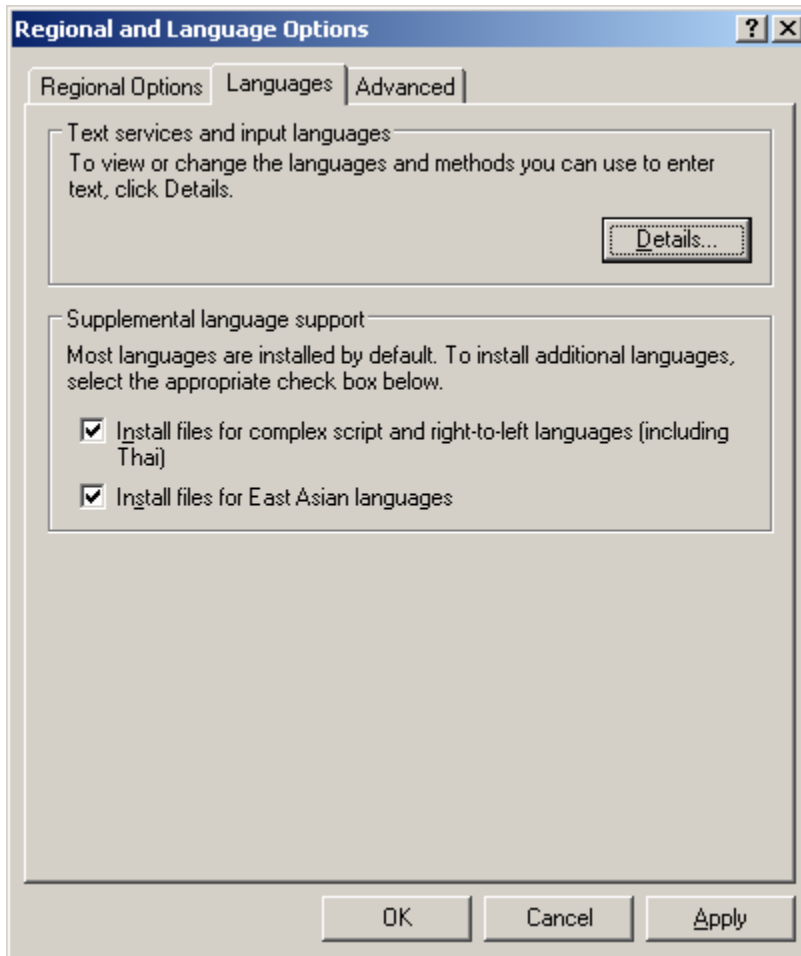 Regional and Language Options
Regional Options
Languages
Advanced
Text services and input languages
To view or change the languages and methods you can use to enter
text, click Details.
Details...
Supplemental language support
Most languages are installed by default. To install additional languages,
select the appropriate check box below.
Install files for complex script and right-to-left languages (including
Thai)
Install files for East Asian languages
OK
Cancel
Apply